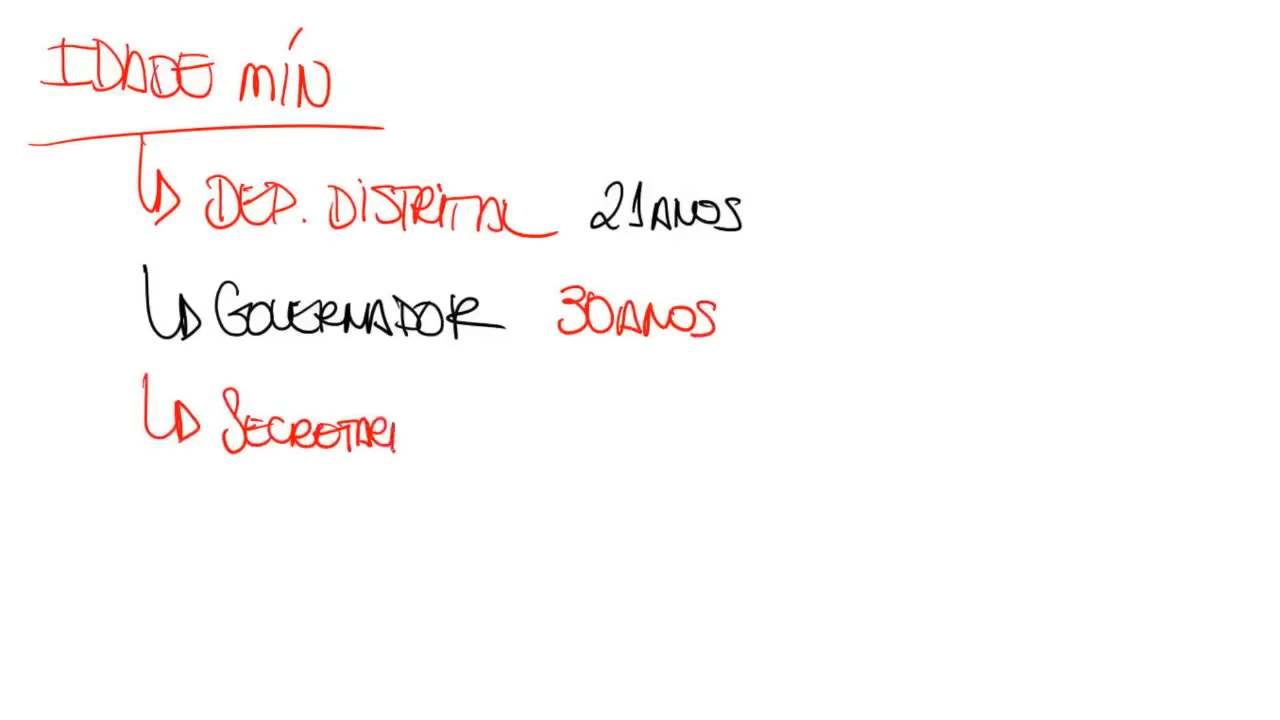 IDADE MÍN
DEP. DISTRITAL 21 ANOS
GOVERNADOR 30 ANOS
SECRETARI